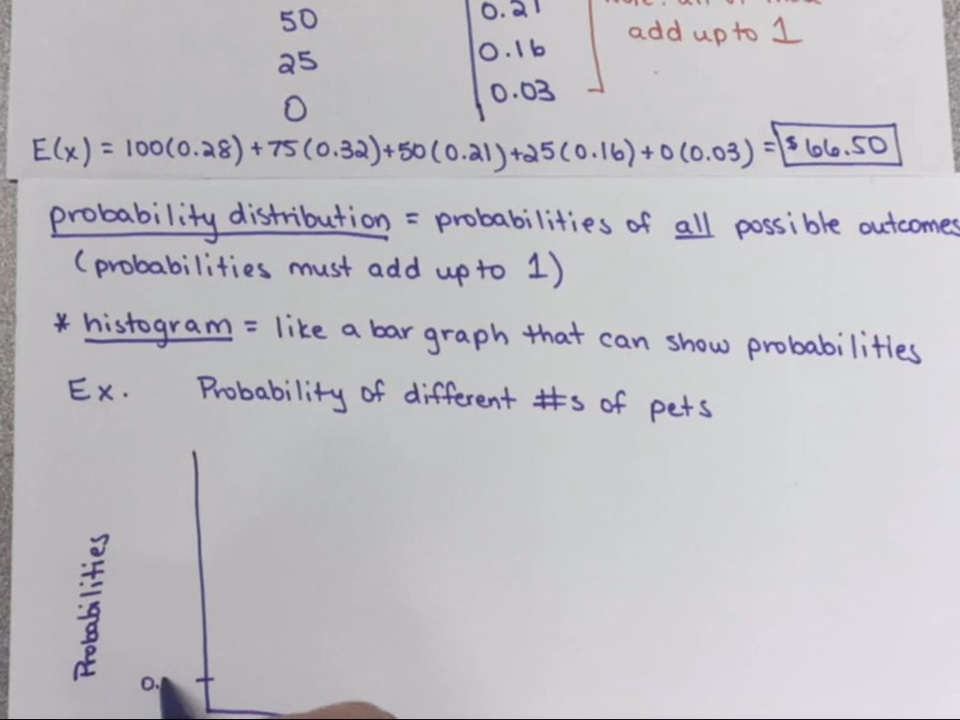 50 0.21
add up to 1
25 0.16
0 0.03
E(x) = 100(0.28)+75(0.32)+50(0.21)+25(0.16)+0(0.03) = $66.50
probability distribution = probabilities of all possible outcomes
(probabilities must add up to 1)
* histogram = like a bar graph that can show probabilities
Ex. Probability of different #s of pets
Probabilities
0.